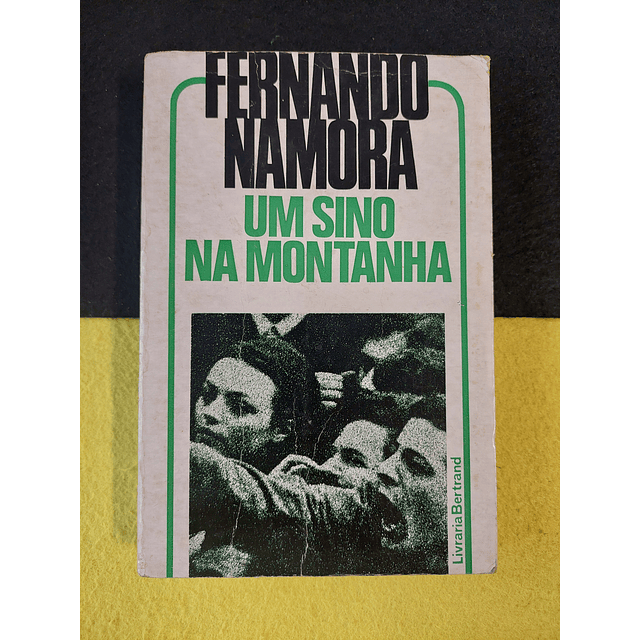 FERNANDO
NAMORA
UM SINO
NA MONTANHA
Livraria Bertrand